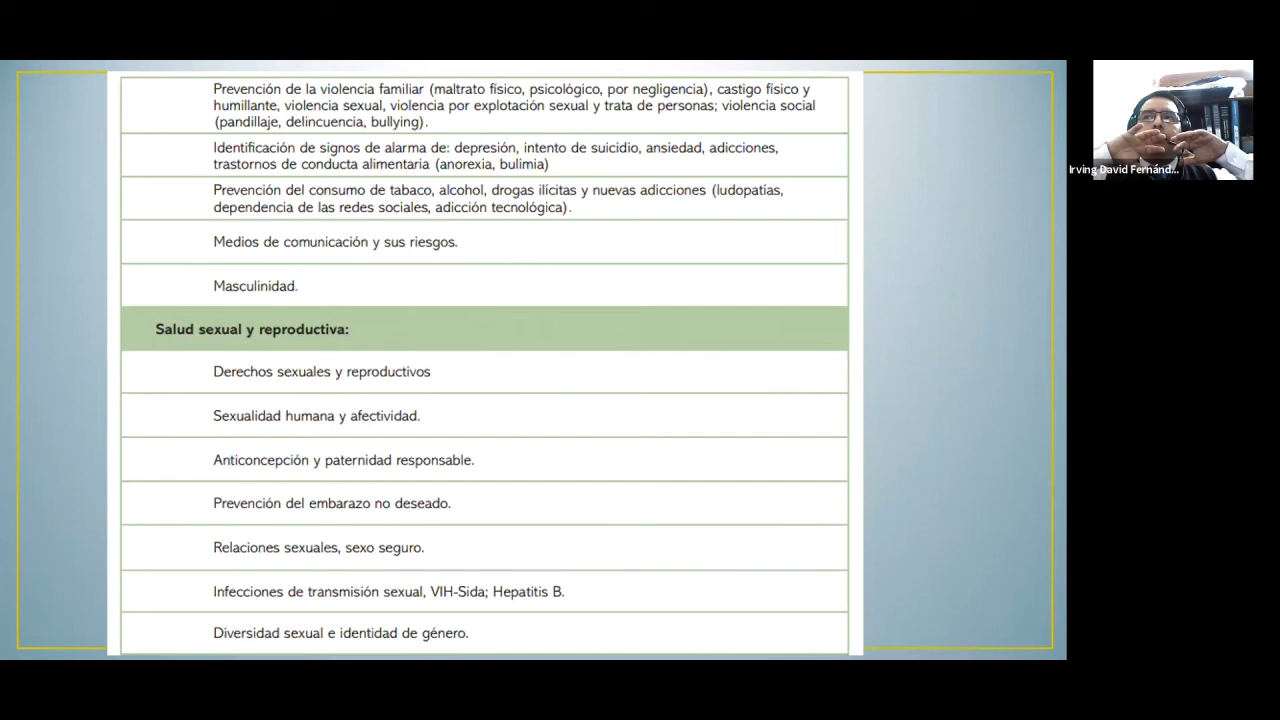 Prevención de la violencia familiar (maltrato físico, psicológico, por negligencia), castigo físico y
humillante, violencia sexual, violencia por explotación sexual y trata de personas; violencia social
(pandillaje, delincuencia, bullying).
Identificación de signos de alarma de: depresión, intento de suicidio, ansiedad, adicciones,
trastornos de conducta alimentaria (anorexia, bulimia)
Prevención del consumo de tabaco, alcohol, drogas ilícitas y nuevas adicciones (ludopatías,
dependencia de las redes sociales, adicción tecnológica).
Medios de comunicación y sus riesgos.
Masculinidad.
Salud sexual y reproductiva:
Derechos sexuales y reproductivos
Sexualidad humana y afectividad.
Anticoncepción y paternidad responsable.
Prevención del embarazo no deseado.
Relaciones sexuales, sexo seguro.
Infecciones de transmisión sexual, VIH-Sida; Hepatitis B.
Diversidad sexual e identidad de género.
Irving David Fernánd...